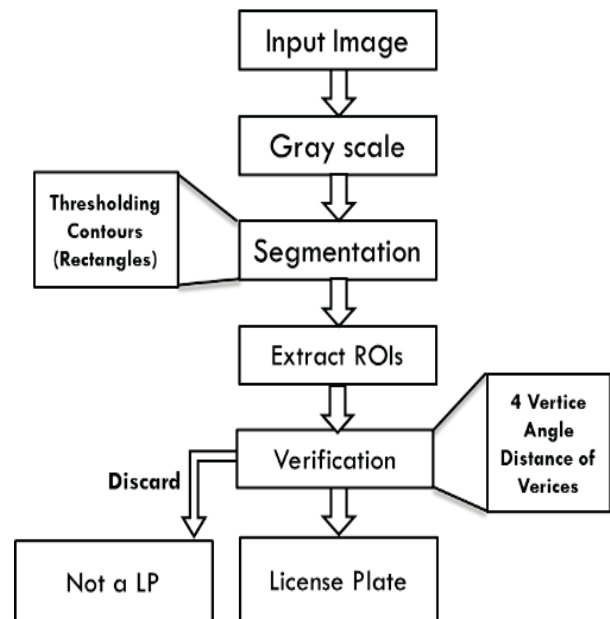 Input Image
Gray scale
Thresholding
Contours
(Rectangles)
Segmentation
Extract ROIs
4 Vertice
Angle
Distance of
Verices
Verification
Discard
Not a LP
License Plate